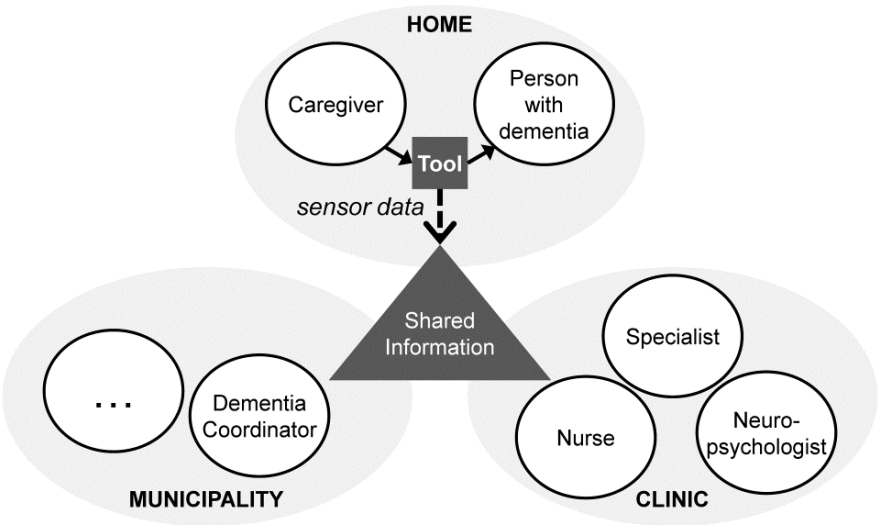 HOME
Caregiver
Person
with
dementia
Tool
sensor data
Shared
Information
...
Dementia
Coordinator
MUNICIPALITY
Specialist
Nurse
Neuro-
psychologist
CLINIC